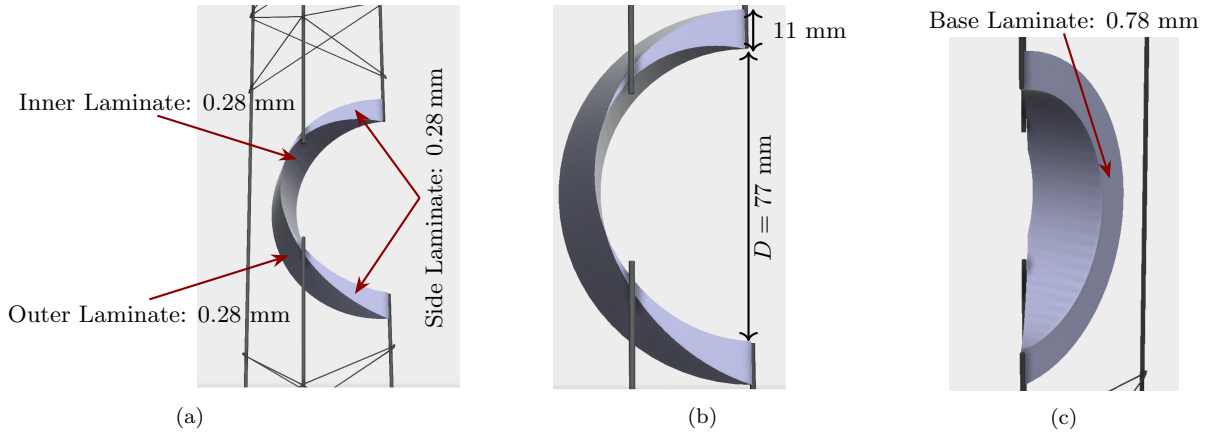 Inner Laminate: 0.28 mm
Outer Laminate: 0.28 mm
Side Laminate: 0.28 mm
(a)
11 mm
D = 77 mm
(b)
Base Laminate: 0.78 mm
(c)